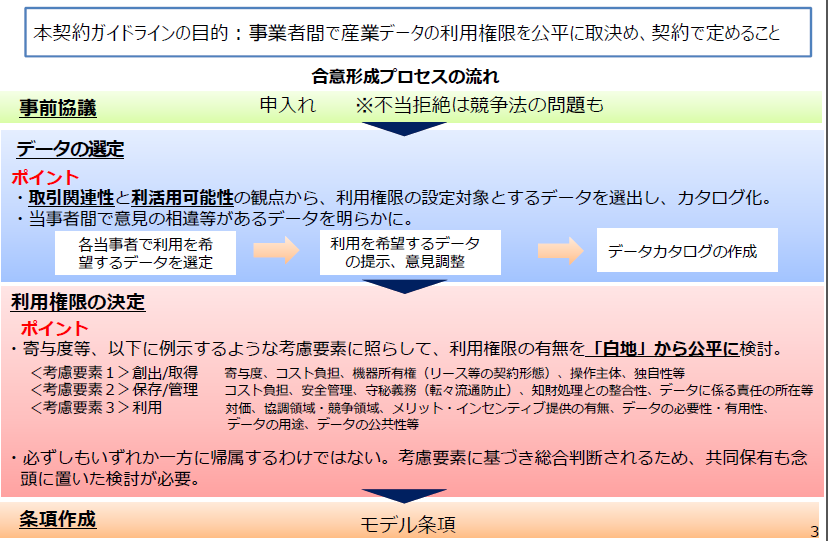 本契約ガイドラインの目的：事業者間で産業データの利用権限を公平に取決め、契約で定めること
合意形成プロセスの流れ
事前協議
申入れ　※不当拒絶は競争法の問題も
データの選定
ポイント
・取引関連性と利活用可能性の観点から、利用権限の設定対象とするデータを選出し、カタログ化。
・当事者間で意見の相違等があるデータを明らかに。
各当事者で利用を希
望するデータを選定
利用を希望するデータ
の提示、意見調整
データカタログの作成
利用権限の決定
ポイント
・寄与度等、以下に例示するような考慮要素に照らして、利用権限の有無を「白地」から公平に検討。
＜考慮要素１＞創出/取得　寄与度、コスト負担、機器所有権（リース等の契約形態）、操作主体、独自性等
＜考慮要素２＞保存/管理　コスト負担、安全管理、守秘義務（転々流通防止）、知財処理との整合性、データに係る責任の所在等
＜考慮要素３＞利用　対価、協調領域・競争領域、メリット・インセンティブ提供の有無、データの必要性・有用性、
データの用途、データの公共性等
・必ずしもいずれか一方に帰属するわけではない。考慮要素に基づき総合判断されるため、共同保有も念
頭に置いた検討が必要。
条項作成
モデル条項
3